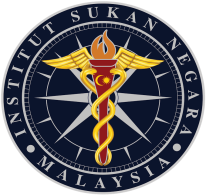 INSTITUT SUKAN NEGARA
• MALAYSIA •